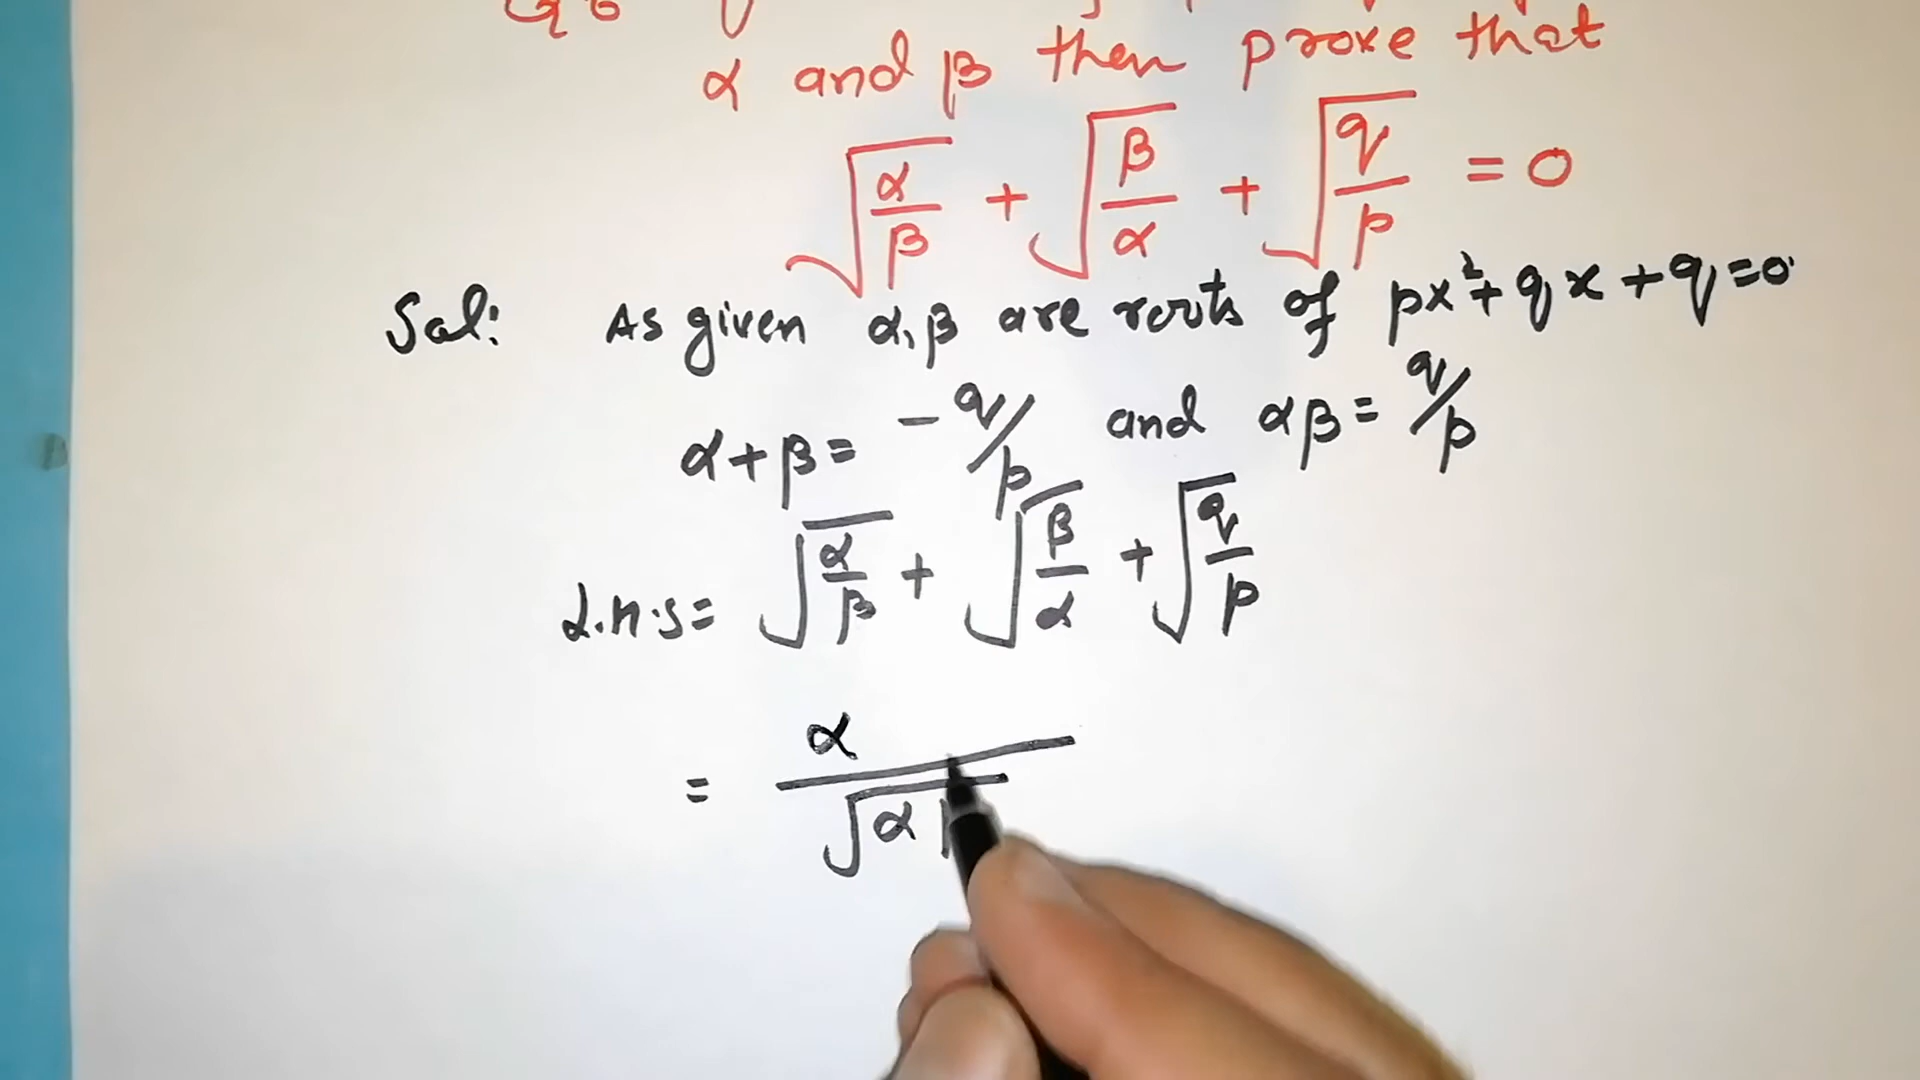 α and β then prove that
√(α/β) + √(β/α) + √(q/p) = 0
Sol: As given α, β are roots of px²+qx+q=0
α+β = -q/p and αβ = q/p
L.H.S = √(α/β) + √(β/α) + √(q/p)
= α / √α